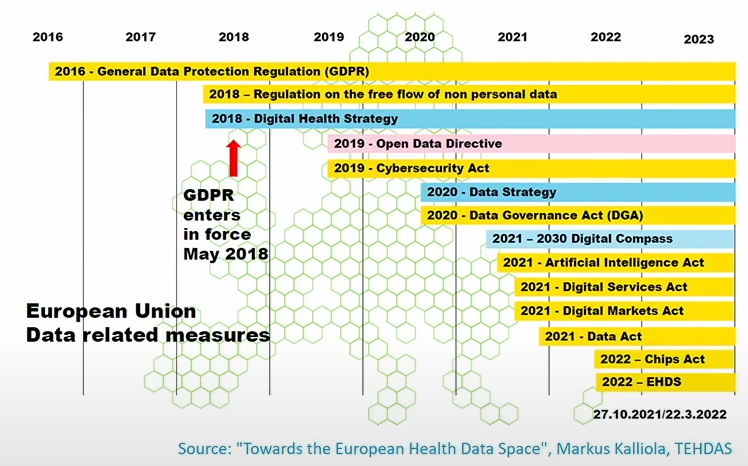 2016 2017 2018 2019 2020 2021 2022 2023
2016 - General Data Protection Regulation (GDPR)
2018 – Regulation on the free flow of non personal data
2018 - Digital Health Strategy
2019 - Open Data Directive
2019 - Cybersecurity Act
2020 - Data Strategy
2020 - Data Governance Act (DGA)
2021 – 2030 Digital Compass
2021 - Artificial Intelligence Act
2021 - Digital Services Act
2021 - Digital Markets Act
2021 - Data Act
2022 – Chips Act
2022 – EHDS
GDPR
enters
in force
May 2018
European Union
Data related measures
27.10.2021/22.3.2022
Source: "Towards the European Health Data Space", Markus Kalliola, TEHDAS